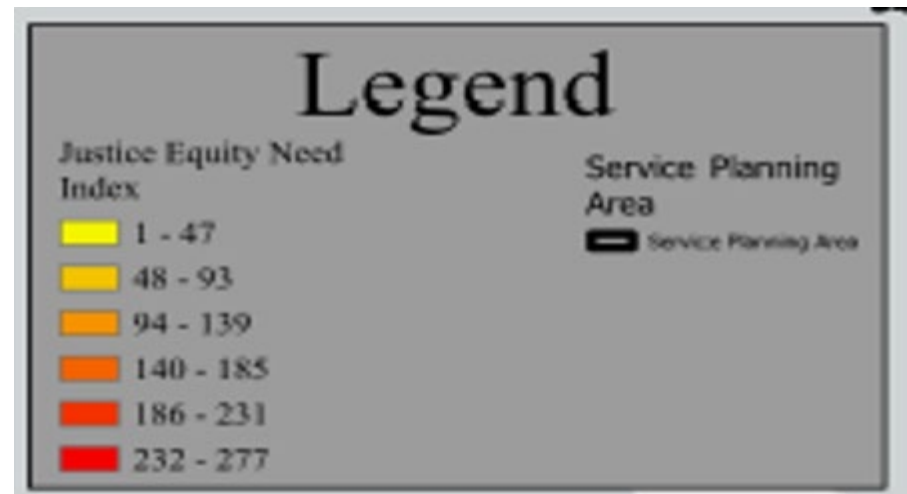 Legend
Justice Equity Need
Index
1 - 47
48 - 93
94 - 139
140 - 185
186 - 231
232 - 277
Service Planning
Area
Service Planning Area